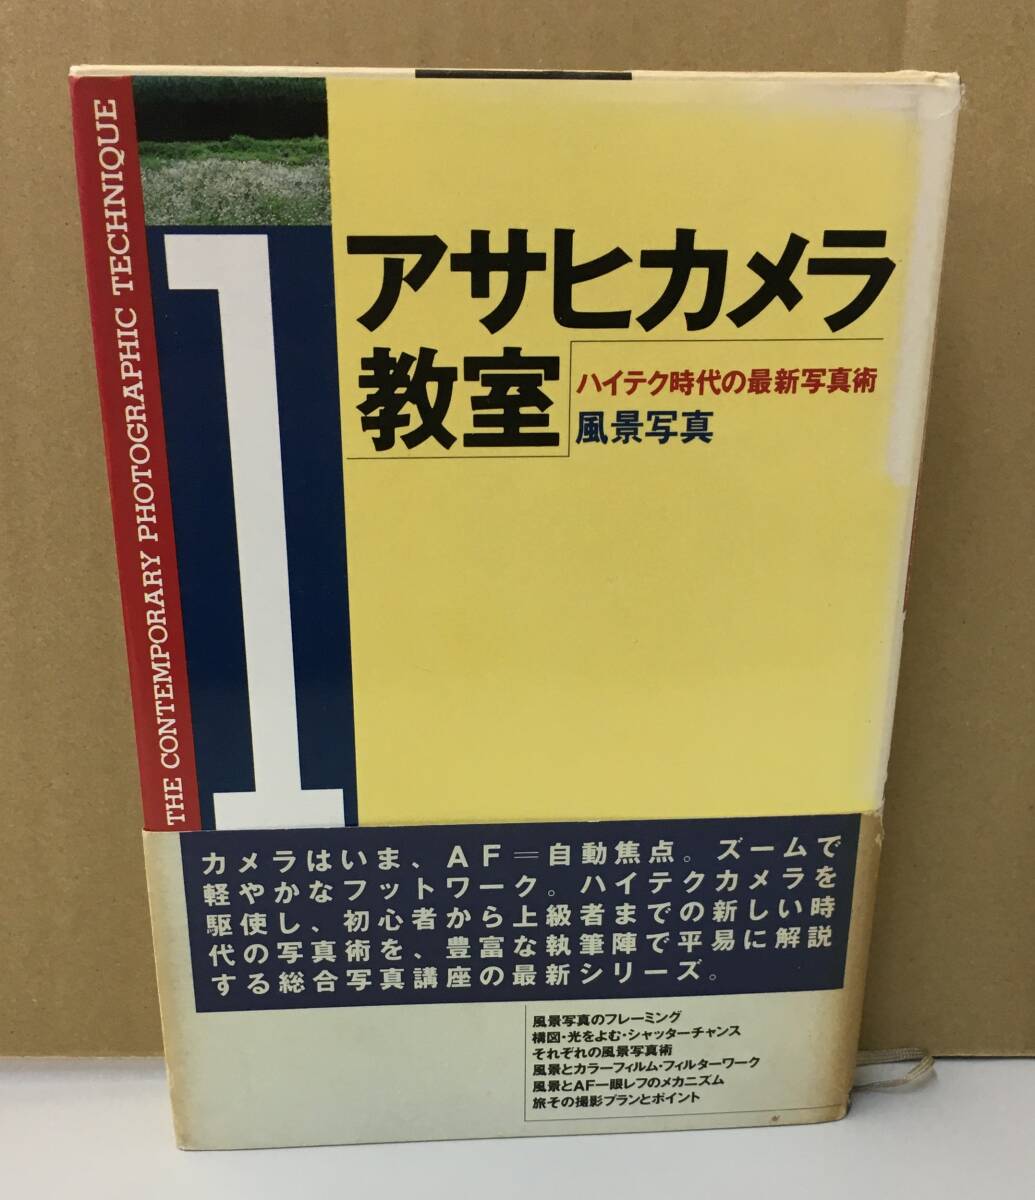 THE CONTEMPORARY PHOTOGRAPHIC TECHNIQUE
1
アサヒカメラ
教室
ハイテク時代の最新写真術
風景写真
カメラはいま、AF=自動焦点。ズームで
軽やかなフットワーク。ハイテクカメラを
駆使し、初心者から上級者までの新しい時
代の写真術を、豊富な執筆陣で平易に解説
する総合写真講座の最新シリーズ。
風景写真のフレーミング
構図・光をよむ・シャッターチャンス
それぞれの風景写真術
風景とカラーフィルム・フィルターワーク
風景とAF一眼レフのメカニズム
旅その撮影プランとポイント